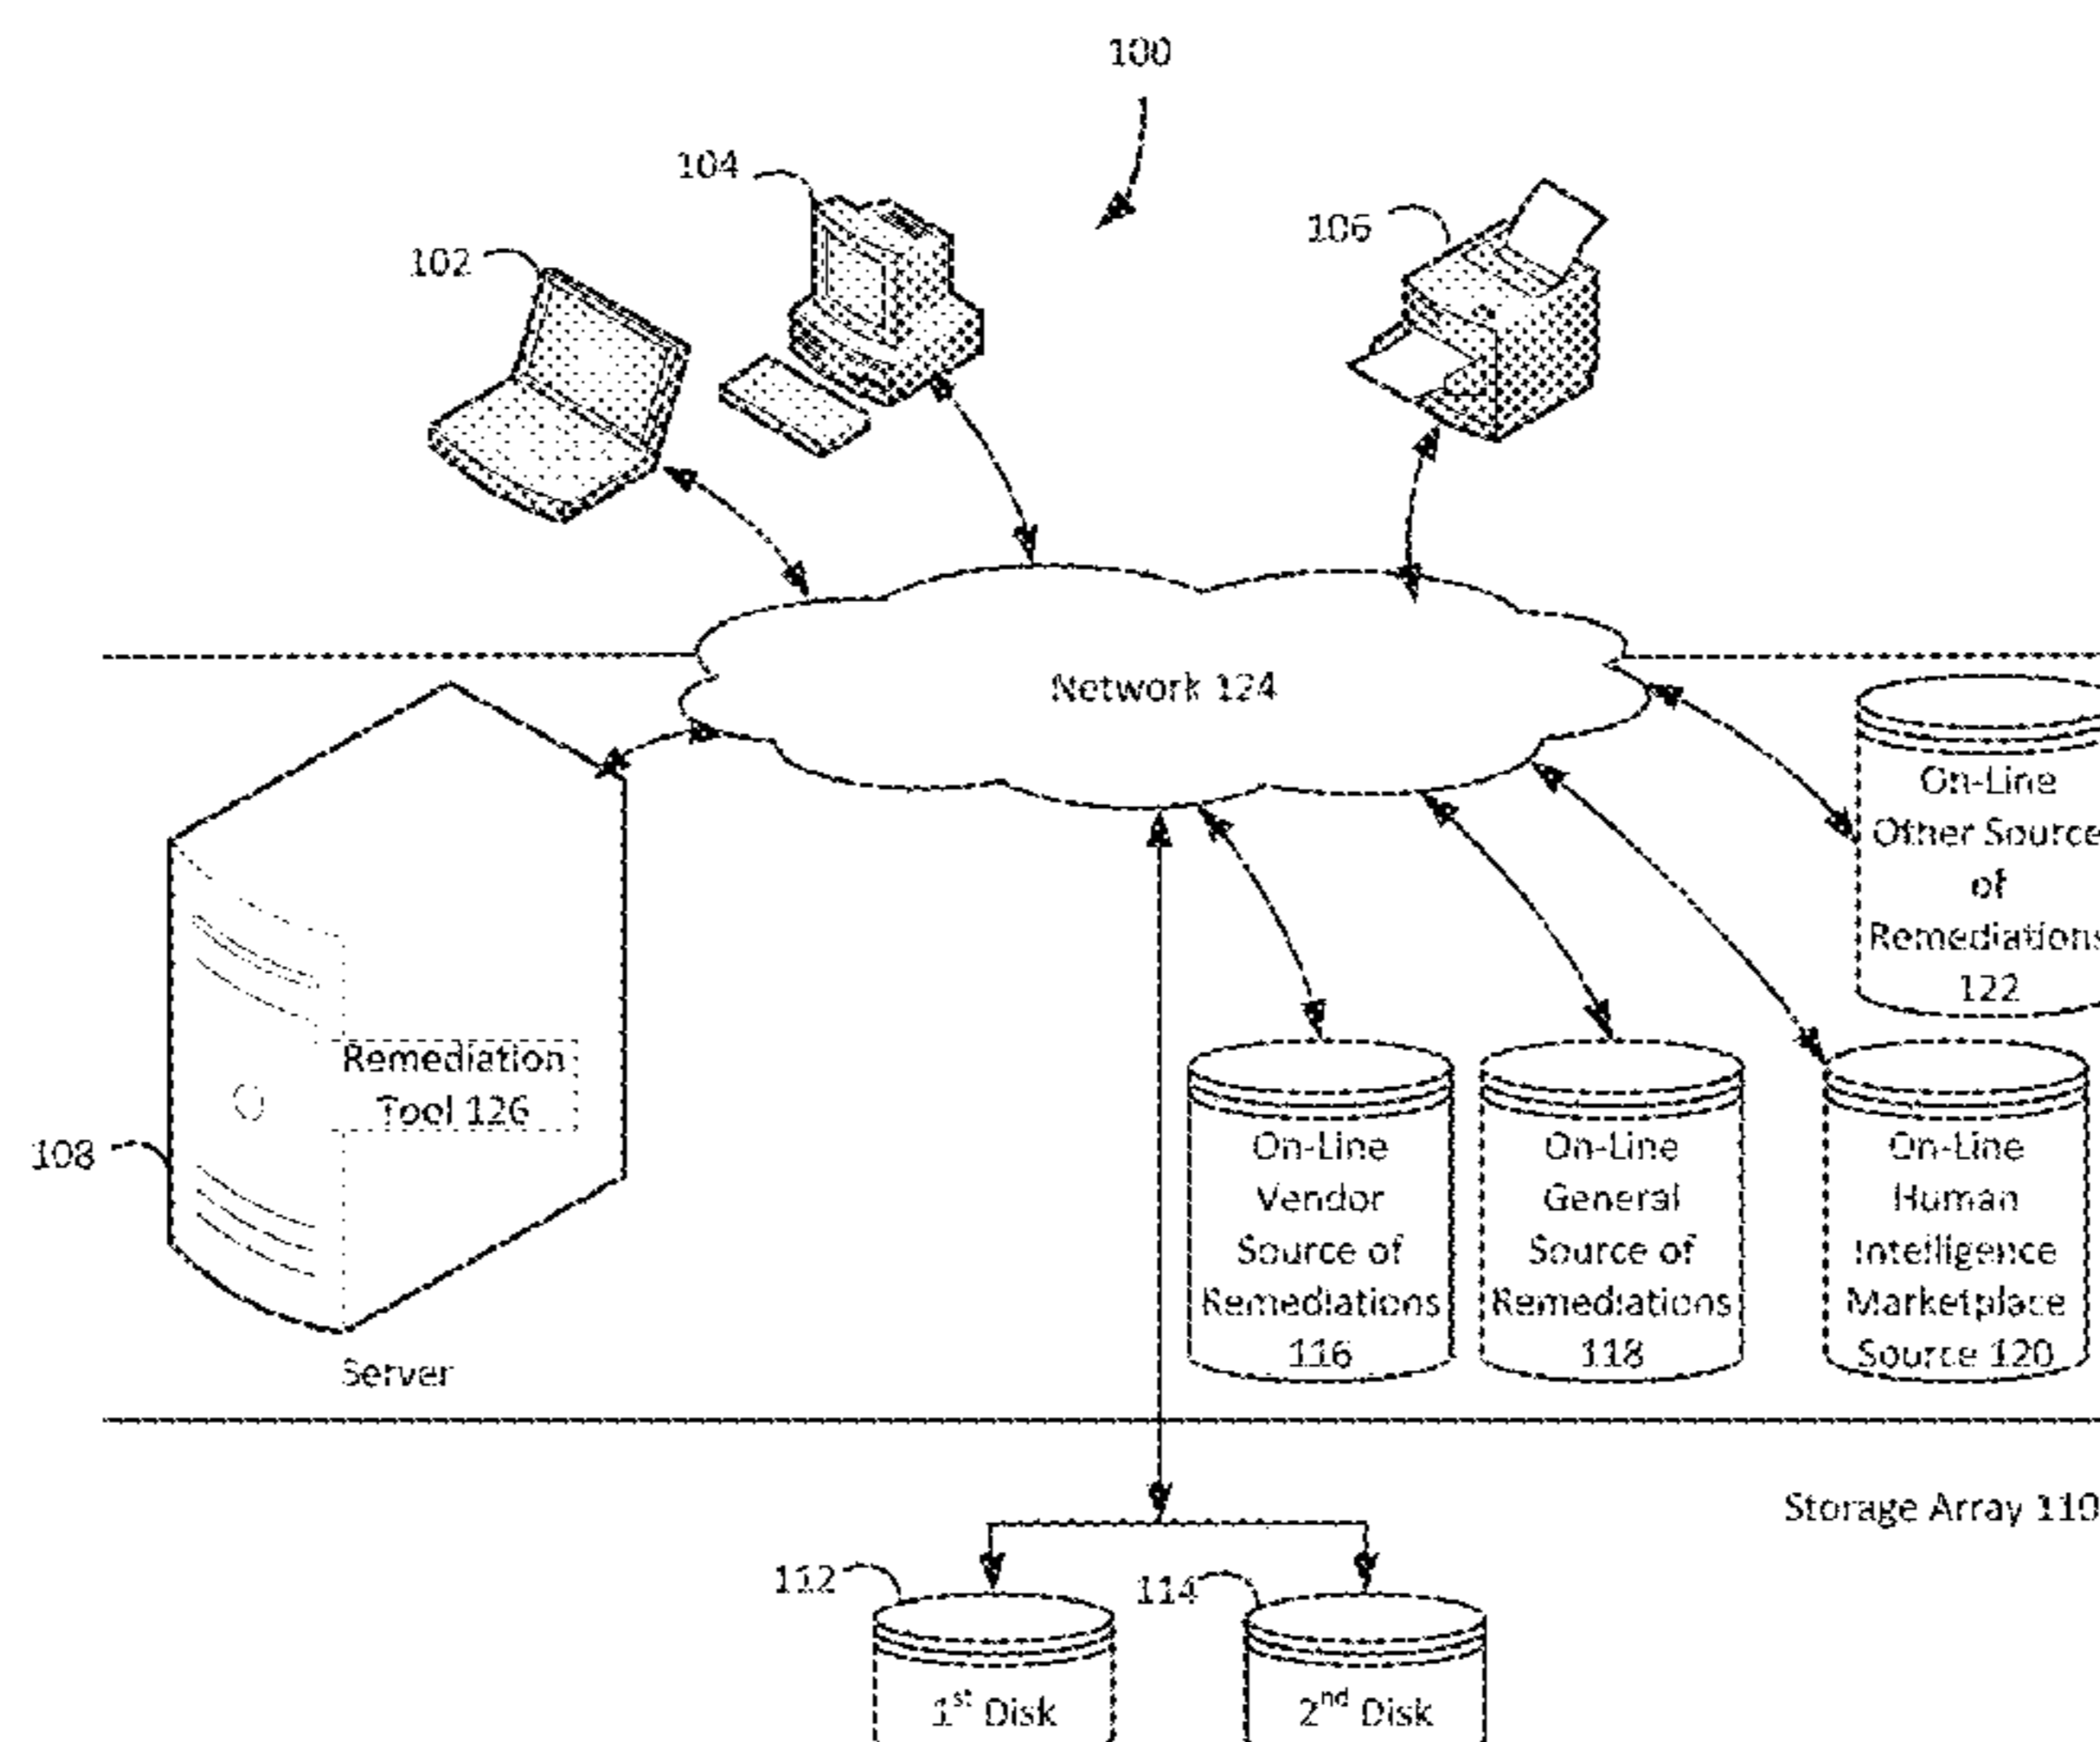 100
104
106
102
Network 124
On-Line
Other Source
of
Remediations
122
Remediation
Tool 126
108
On-Line
Vendor
Source of
Remediations
116
On-Line
General
Source of
Remediations
118
On-Line
Human
Intelligence
Marketplace
Source 120
Server
Storage Array 110
112
114
1st Disk
2nd Disk